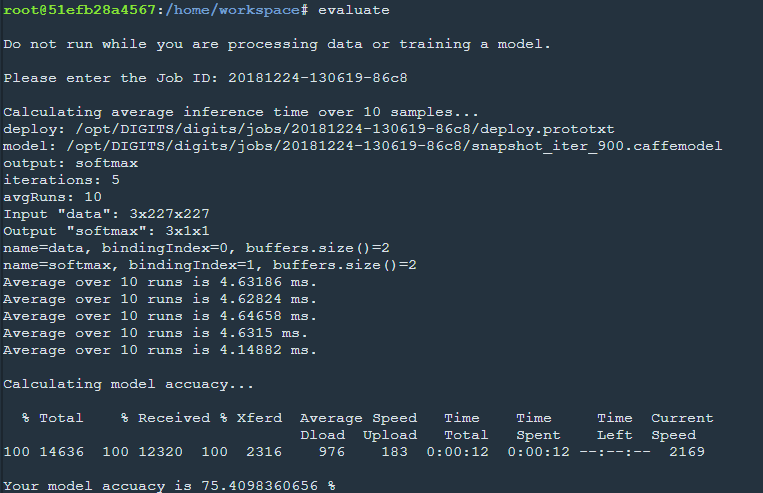 root@51efb28a4567:/home/workspace# evaluate
Do not run while you are processing data or training a model.
Please enter the Job ID: 20181224-130619-86c8
Calculating average inference time over 10 samples...
deploy: /opt/DIGITS/digits/jobs/20181224-130619-86c8/deploy.prototxt
model: /opt/DIGITS/digits/jobs/20181224-130619-86c8/snapshot_iter_900.caffemodel
output: softmax
iterations: 5
avgRuns: 10
Input "data": 3x227x227
Output "softmax": 3x1x1
name=data, bindingIndex=0, buffers.size()=2
name=softmax, bindingIndex=1, buffers.size()=2
Average over 10 runs is 4.63186 ms.
Average over 10 runs is 4.62824 ms.
Average over 10 runs is 4.64658 ms.
Average over 10 runs is 4.6315 ms.
Average over 10 runs is 4.14882 ms.
Calculating model accuacy...
% Total % Received % Xferd Average Speed Time Time Time Current
Dload Upload Total Spent Left Speed
100 14636 100 12320 100 2316 976 183 0:00:12 0:00:12 --:--:-- 2169
Your model accuacy is 75.4098360656 %